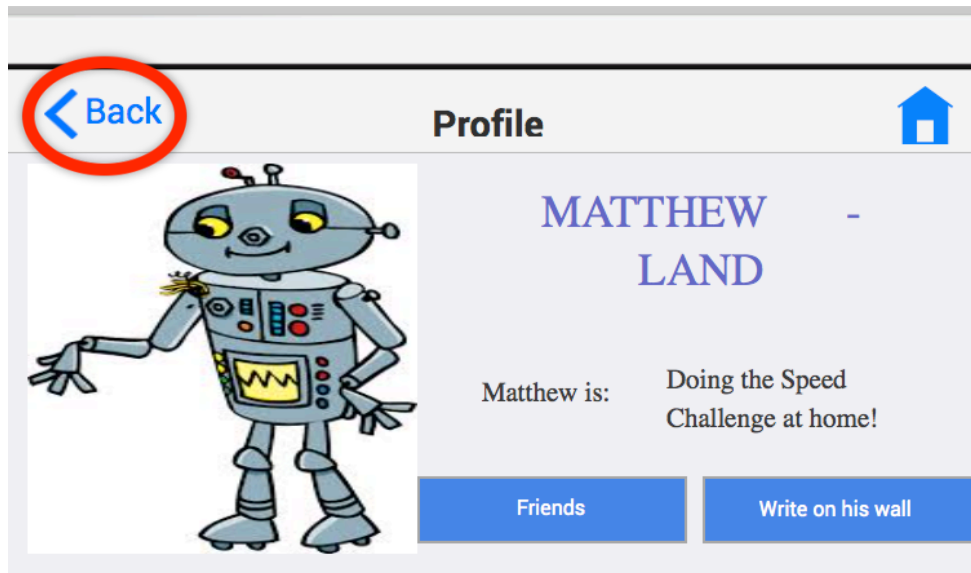 Back
Profile
MATTHEW -
LAND
Matthew is:
Doing the Speed
Challenge at home!
Friends
Write on his wall